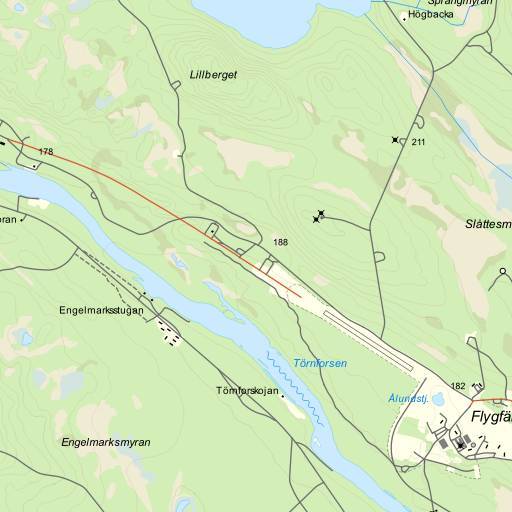 Sprängmyran
Högbacka
Lillberget
211
178
Slåttesm
188
Engelmarksstugan
Törnforsen
182
Törnforskojan
Ålundstj.
Flygfä
Engelmarksmyran